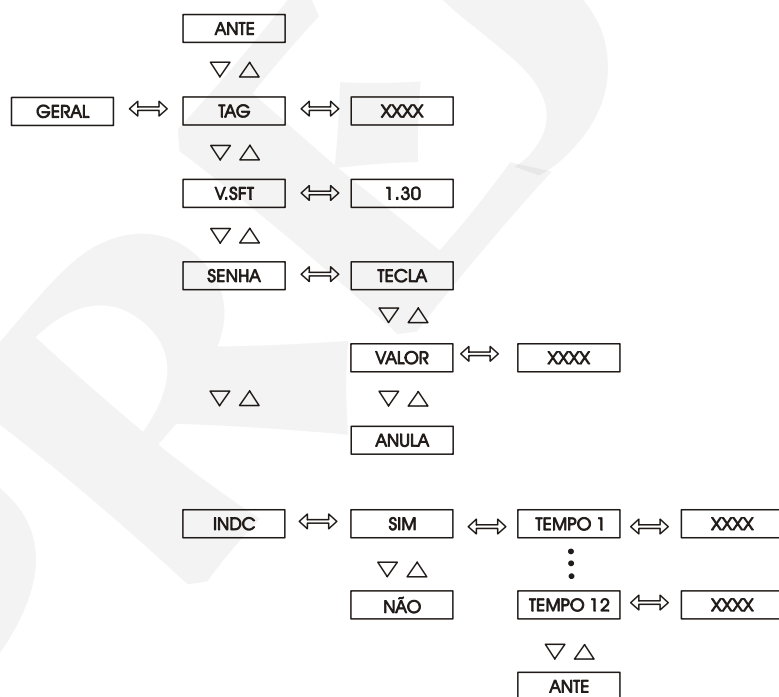 ANTE
GERAL TAG XXXX
V.SFT 1.30
SENHA TECLA
VALOR XXXX
ANULA
INDC SIM TEMPO 1 XXXX
NÃO TEMPO 12 XXXX
ANTE